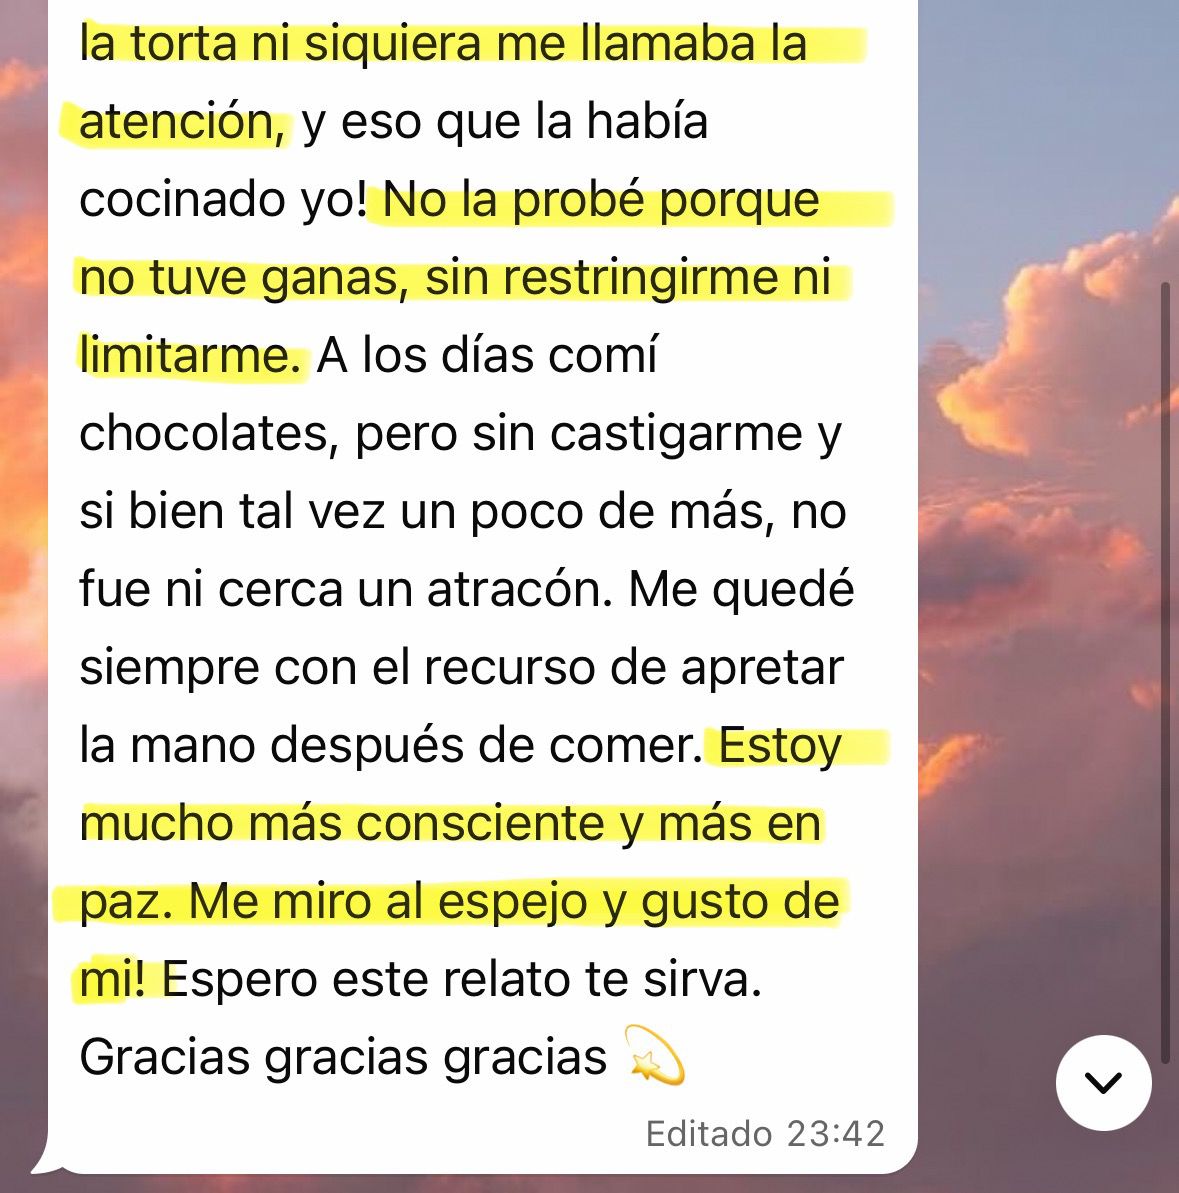 la torta ni siquiera me llamaba la
atención, y eso que la había
cocinado yo! No la probé porque
no tuve ganas, sin restringirme ni
limitarme. A los días comí
chocolates, pero sin castigarme y
si bien tal vez un poco de más, no
fue ni cerca un atracón. Me quedé
siempre con el recurso de apretar
la mano después de comer. Estoy
mucho más consciente y más en
paz. Me miro al espejo y gusto de
mi! Espero este relato te sirva.
Gracias gracias gracias 💫
Editado 23:42